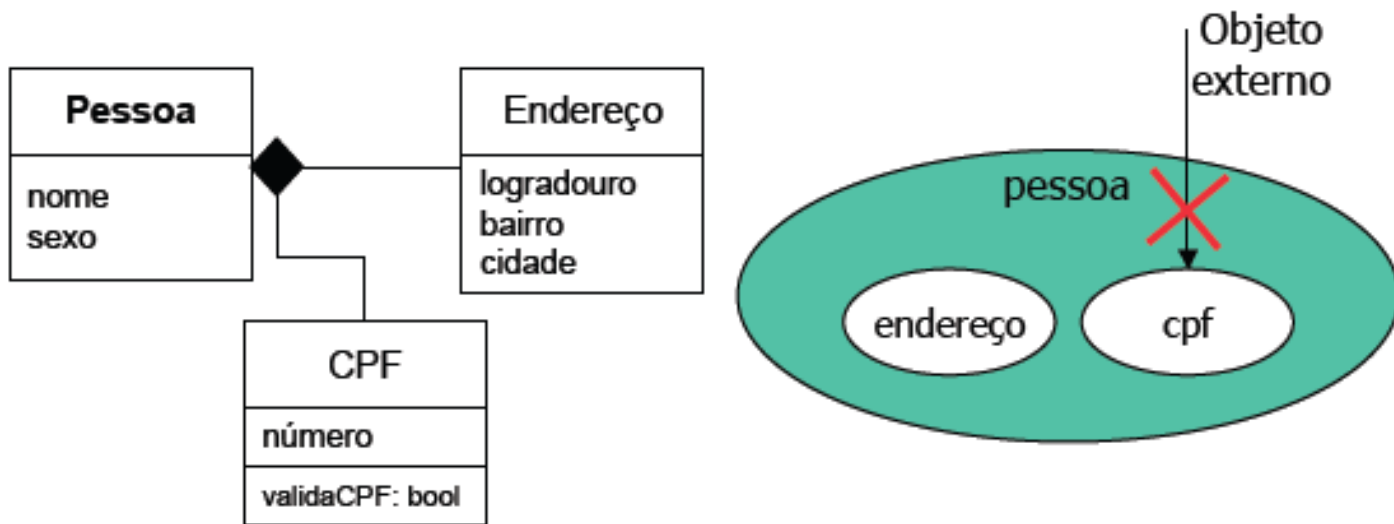 Pessoa
nome
sexo
Endereço
logradouro
bairro
cidade
CPF
número
validaCPF: bool
Objeto
externo
pessoa
endereço
cpf